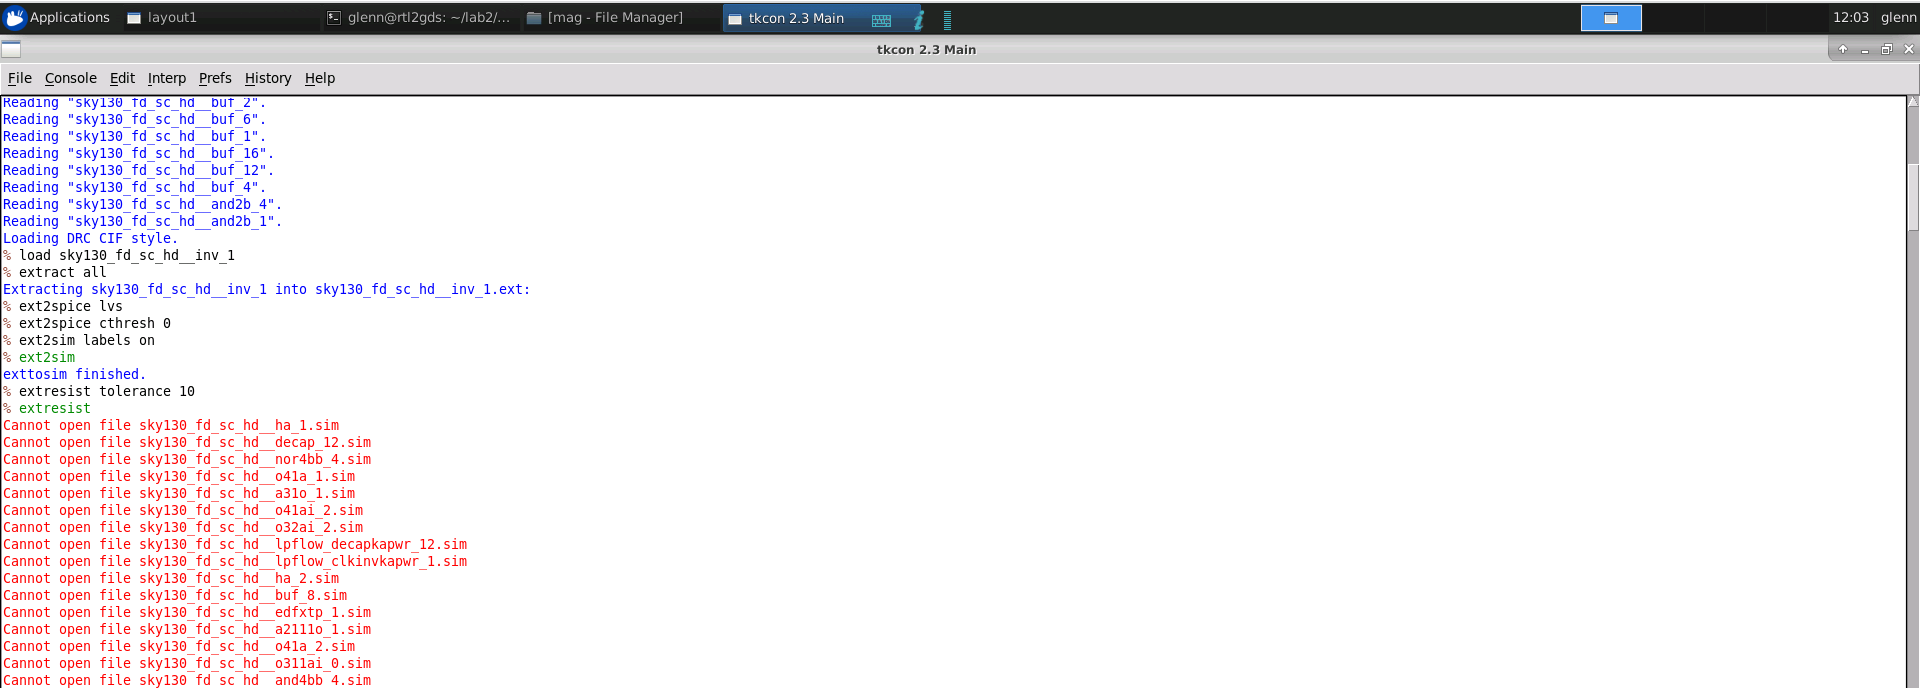 Applications
layout1
glenn@rtl2gds: ~/lab2/...
[mag - File Manager]
tkcon 2.3 Main
12:03
glenn
tkcon 2.3 Main
File Console Edit Interp Prefs History Help
Reading "sky130_fd_sc_hd__buf_2".
Reading "sky130_fd_sc_hd__buf_6".
Reading "sky130_fd_sc_hd__buf_1".
Reading "sky130_fd_sc_hd__buf_16".
Reading "sky130_fd_sc_hd__buf_12".
Reading "sky130_fd_sc_hd__buf_4".
Reading "sky130_fd_sc_hd__and2b_4".
Reading "sky130_fd_sc_hd__and2b_1".
Loading DRC CIF style.
% load sky130_fd_sc_hd__inv_1
% extract all
Extracting sky130_fd_sc_hd__inv_1 into sky130_fd_sc_hd__inv_1.ext:
% ext2spice lvs
% ext2spice cthresh 0
% ext2sim labels on
% ext2sim
exttosim finished.
% extresist tolerance 10
% extresist
Cannot open file sky130_fd_sc_hd__ha_1.sim
Cannot open file sky130_fd_sc_hd__decap_12.sim
Cannot open file sky130_fd_sc_hd__nor4bb_4.sim
Cannot open file sky130_fd_sc_hd__o41a_1.sim
Cannot open file sky130_fd_sc_hd__a31o_1.sim
Cannot open file sky130_fd_sc_hd__o41ai_2.sim
Cannot open file sky130_fd_sc_hd__o32ai_2.sim
Cannot open file sky130_fd_sc_hd__lpflow_decapkapwr_12.sim
Cannot open file sky130_fd_sc_hd__lpflow_clkinvkapwr_1.sim
Cannot open file sky130_fd_sc_hd__ha_2.sim
Cannot open file sky130_fd_sc_hd__buf_8.sim
Cannot open file sky130_fd_sc_hd__edfxtp_1.sim
Cannot open file sky130_fd_sc_hd__a2111o_1.sim
Cannot open file sky130_fd_sc_hd__o41a_2.sim
Cannot open file sky130_fd_sc_hd__o311ai_0.sim
Cannot open file sky130_fd_sc_hd__and4bb_4.sim